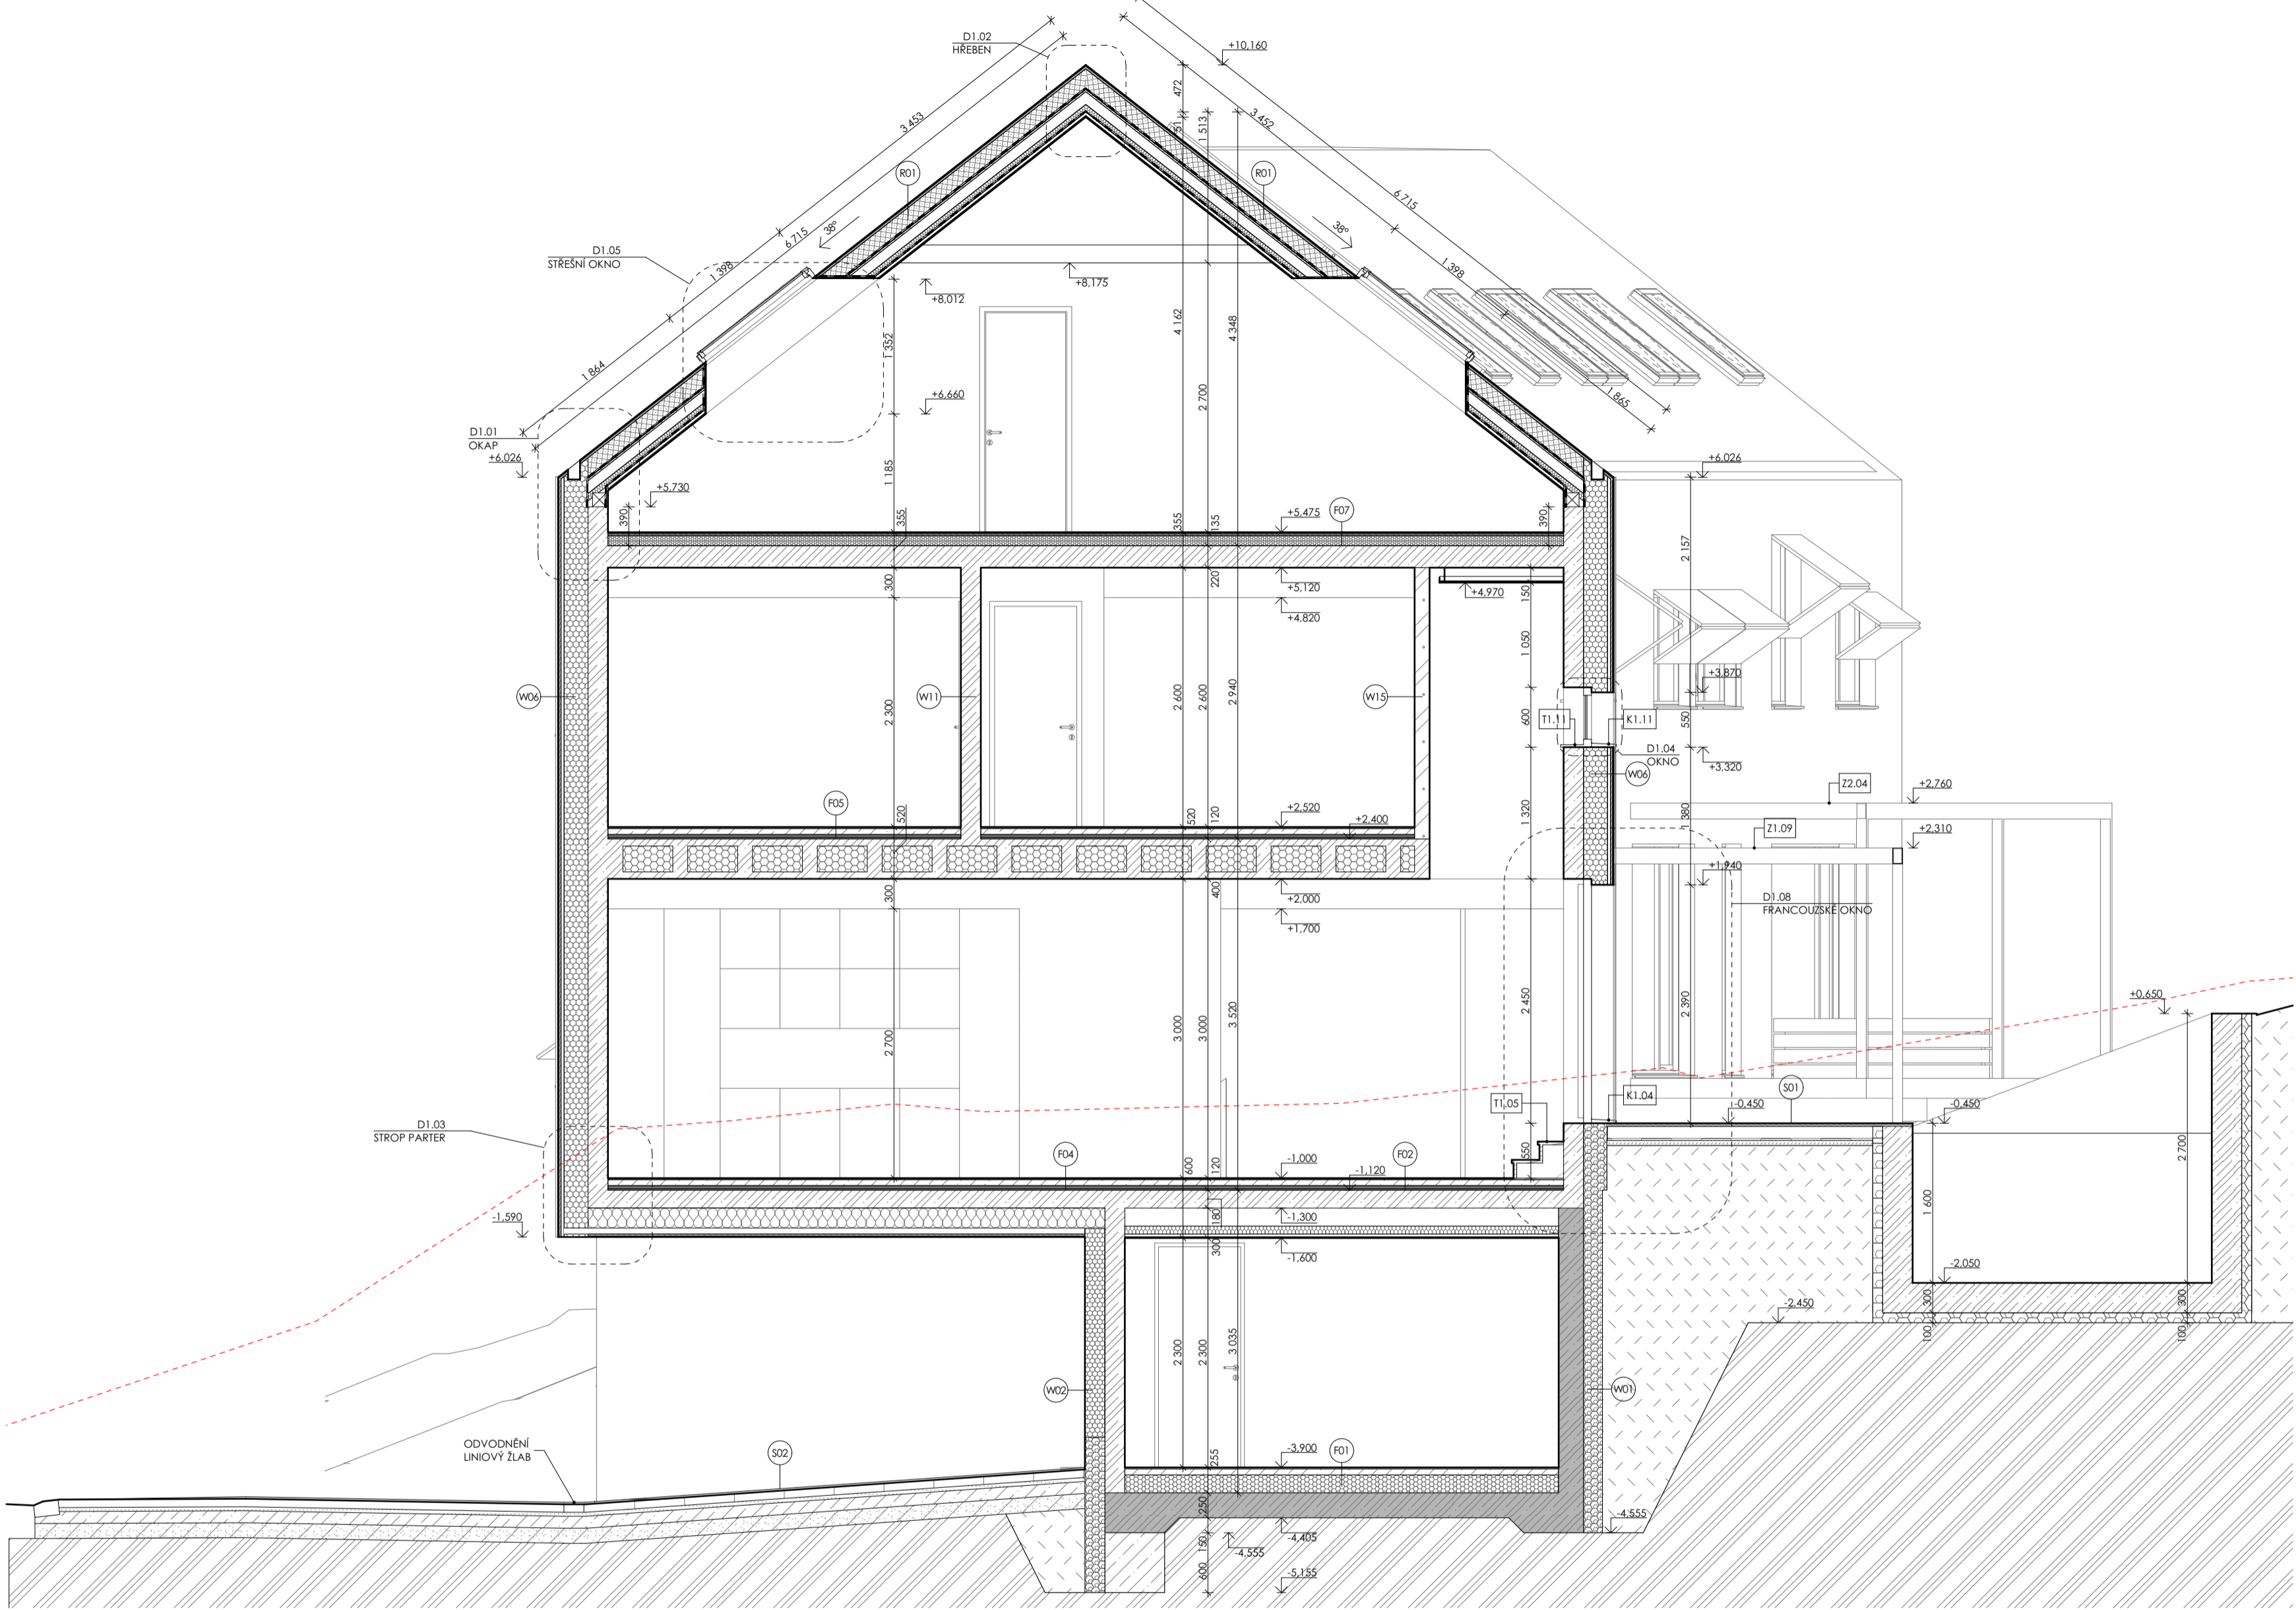 D1.02
HŘEBEN
+10,160
472
51
1 513
3 453
3 452
R01
R01
6 715
6 715
38°
38°
D1.05
STŘEŠNÍ OKNO
1 398
1 398
+8,175
+8,012
4 162
4 348
1 352
1 864
1 865
+6,660
2 700
D1.01
OKAP
+6,026
+6,026
1 185
+5,730
390
355
355
135
+5,475
F07
390
2 157
300
220
+5,120
+4,970
150
+4,820
1 050
+3,870
W06
W11
2 300
2 600
2 600
2 940
W15
600
T1.11
K1.11
550
D1.04
OKNO
+3,320
W06
Z2.04
+2,760
F05
520
520
120
+2,520
+2,400
1 320
1 380
Z1.09
+2,310
+1,940
300
400
+2,000
+1,700
D1.08
FRANCOUZSKÉ OKNO
2 700
3 000
3 000
3 520
2 450
2 390
+0,650
S01
T1.05
K1.04
-0,450
-0,450
D1.03
STROP PARTER
F04
600
120
-1,000
-1,120
F02
550
2 700
1 600
-1,590
180
-1,300
300
-1,600
-2,050
-2,450
300
300
100
100
2 300
2 300
3 035
W02
W01
ODVODNĚNÍ
LINIOVÝ ŽLAB
S02
255
-3,900
F01
250
-4,555
150
-4,555
-4,405
600
-5,155